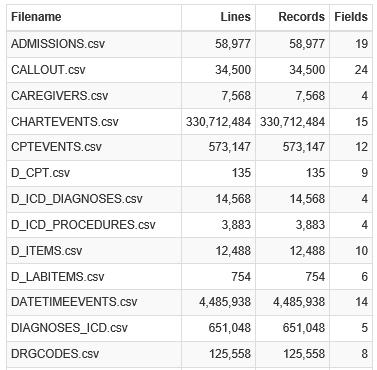 Filename Lines Records Fields
ADMISSIONS.csv 58,977 58,977 19
CALLOUT.csv 34,500 34,500 24
CAREGIVERS.csv 7,568 7,568 4
CHARTEVENTS.csv 330,712,484 330,712,484 15
CPTEVENTS.csv 573,147 573,147 12
D_CPT.csv 135 135 9
D_ICD_DIAGNOSES.csv 14,568 14,568 4
D_ICD_PROCEDURES.csv 3,883 3,883 4
D_ITEMS.csv 12,488 12,488 10
D_LABITEMS.csv 754 754 6
DATETIMEEVENTS.csv 4,485,938 4,485,938 14
DIAGNOSES_ICD.csv 651,048 651,048 5
DRGCODES.csv 125,558 125,558 8